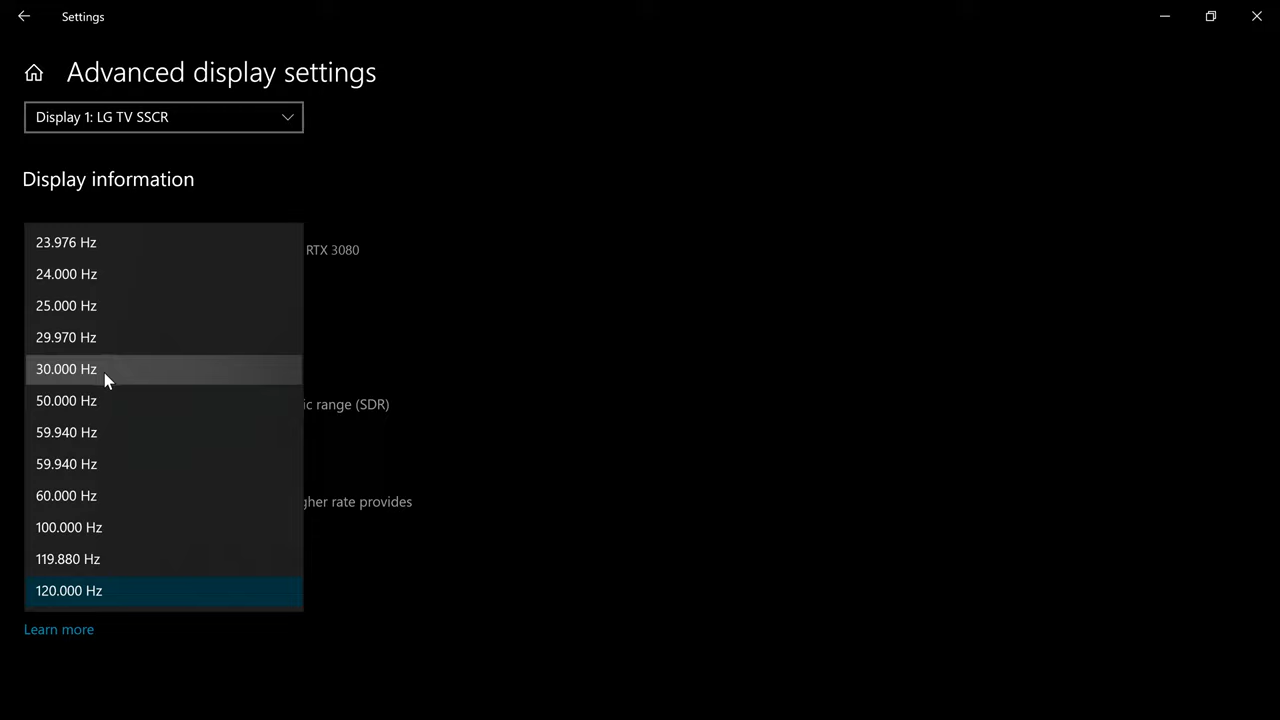 Settings
Advanced display settings
Display 1: LG TV SSCR
Display information
23.976 Hz
RTX 3080
24.000 Hz
25.000 Hz
29.970 Hz
30.000 Hz
50.000 Hz
ic range (SDR)
59.940 Hz
59.940 Hz
60.000 Hz
gher rate provides
100.000 Hz
119.880 Hz
120.000 Hz
Learn more